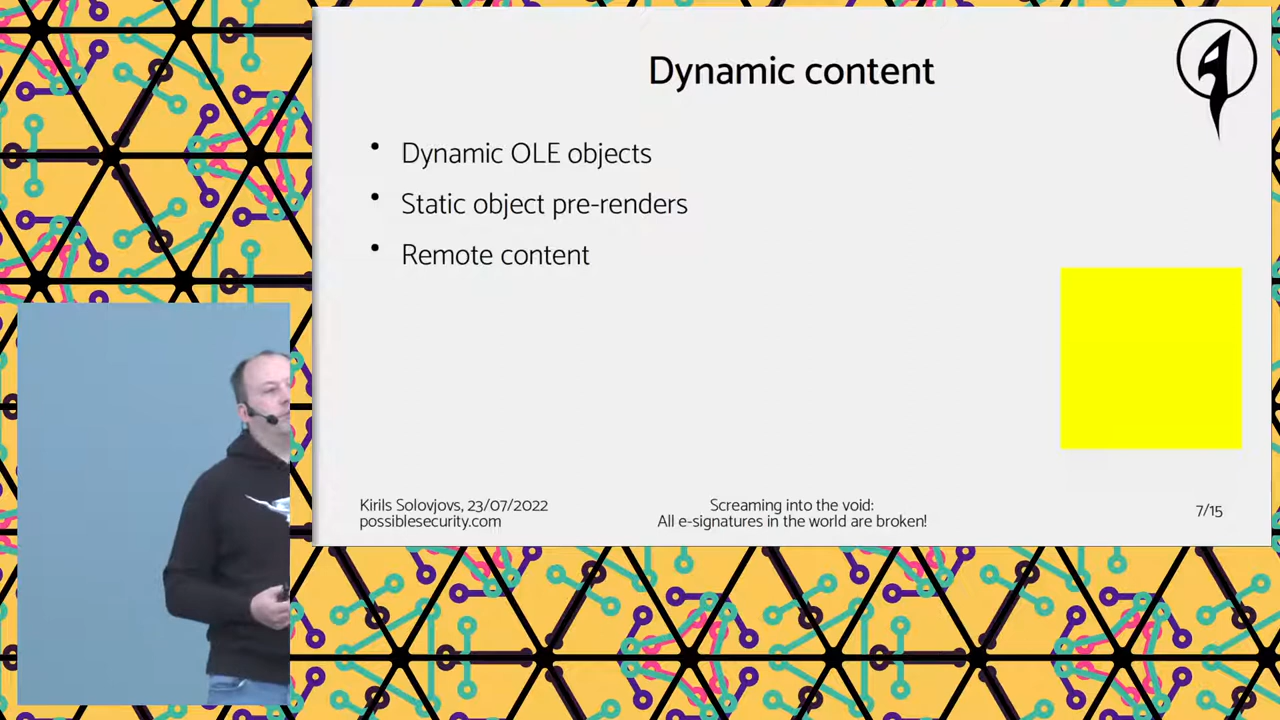 Dynamic content
Dynamic OLE objects
Static object pre-renders
Remote content
Kirils Solovjovs, 23/07/2022
possiblesecurity.com
Screaming into the void:
All e-signatures in the world are broken!
7/15